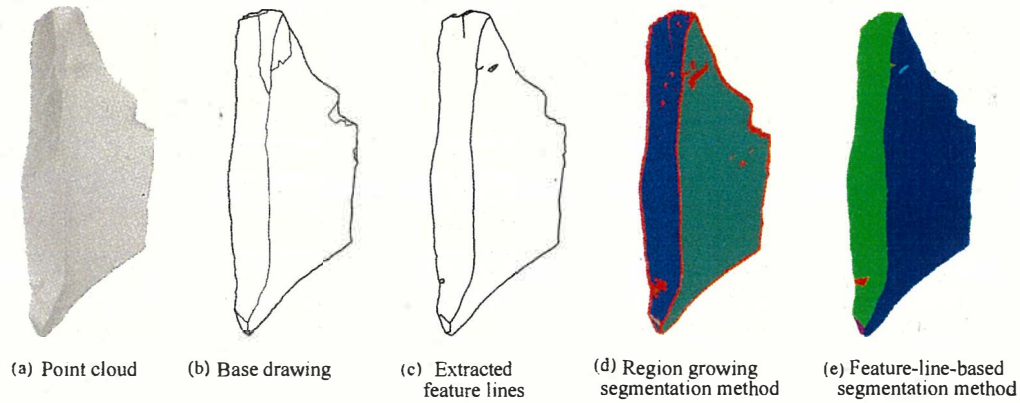 (a) Point cloud
(b) Base drawing
(c) Extracted
feature lines
(d) Region growing
segmentation method
(e) Feature-line-based
segmentation method